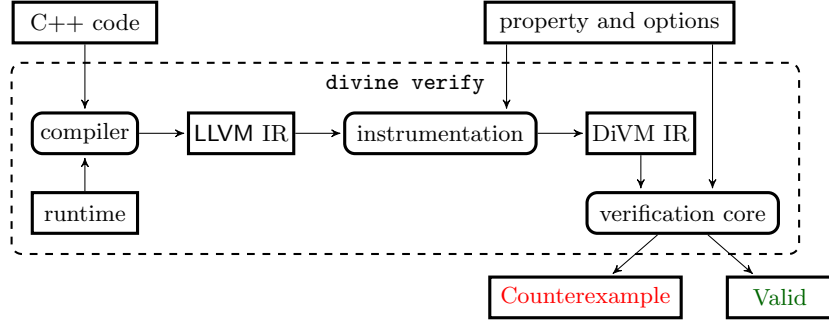 C++ code
property and options
divine verify
compiler
LLVM IR
instrumentation
DiVM IR
runtime
verification core
Counterexample
Valid